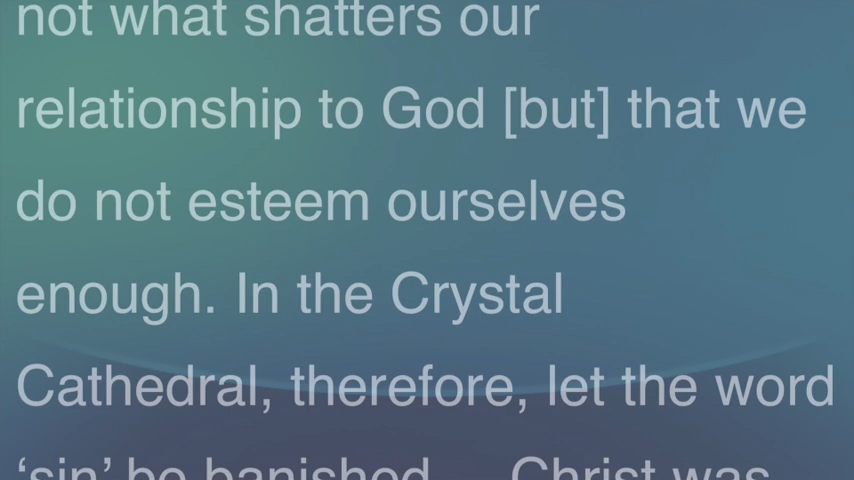 not what shatters our
relationship to God [but] that we
do not esteem ourselves
enough. In the Crystal
Cathedral, therefore, let the word
‘sin’ be banished... Christ was